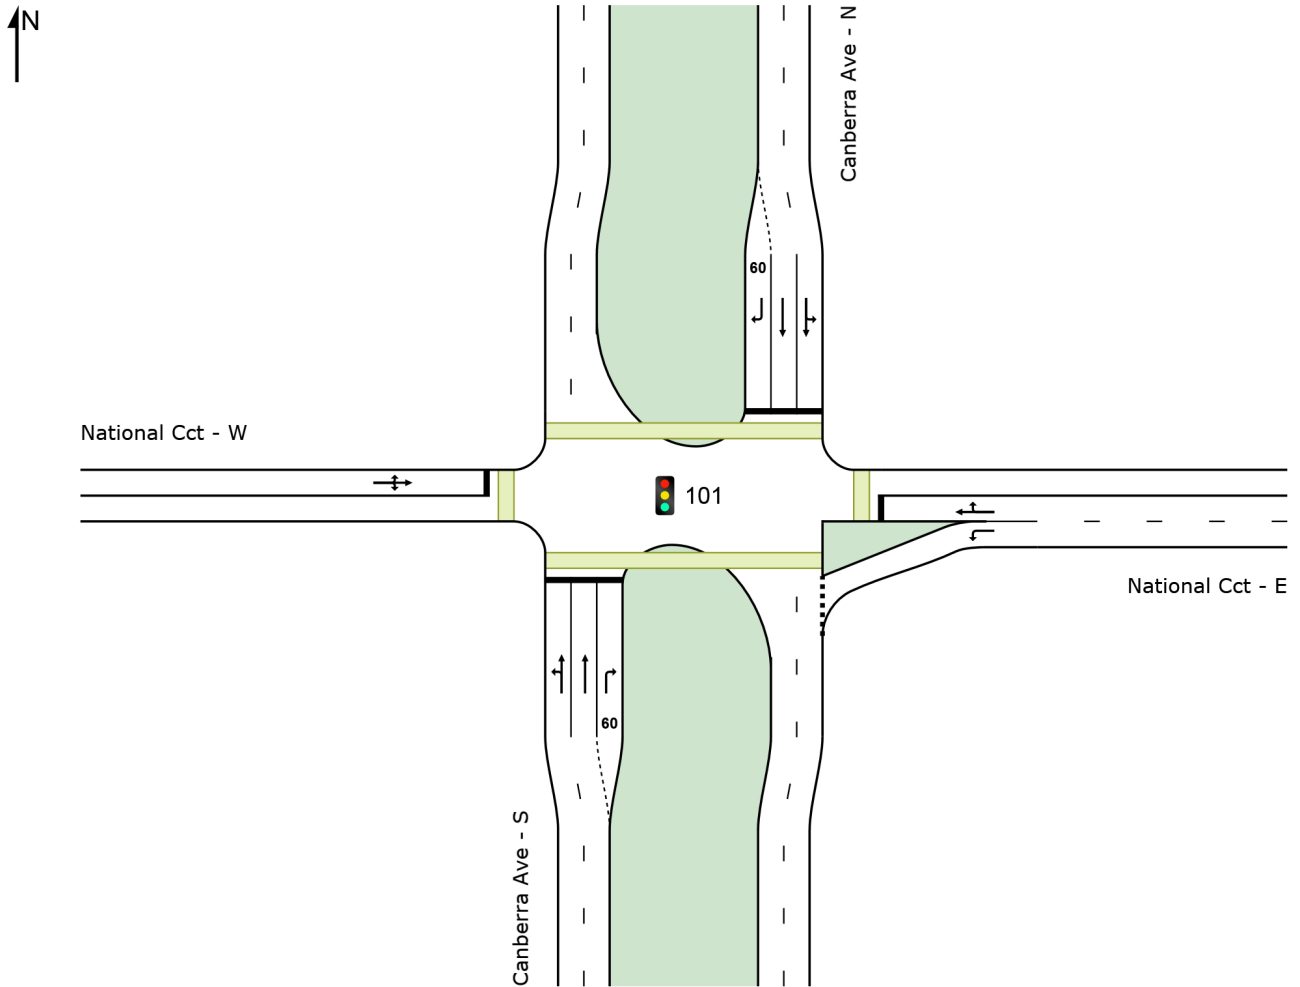 N
Canberra Ave - N
60
National Cct - W
101
National Cct - E
60
Canberra Ave - S